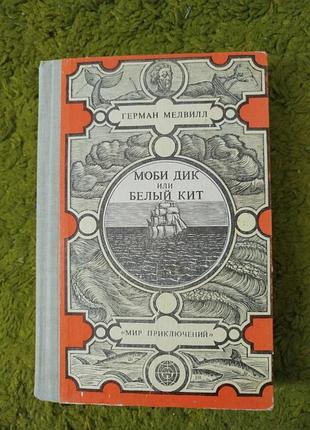 ГЕРМАН МЕЛВИЛЛ
МОБИ ДИК
ИЛИ
БЕЛЫЙ КИТ
«МИР ПРИКЛЮЧЕНИЙ»